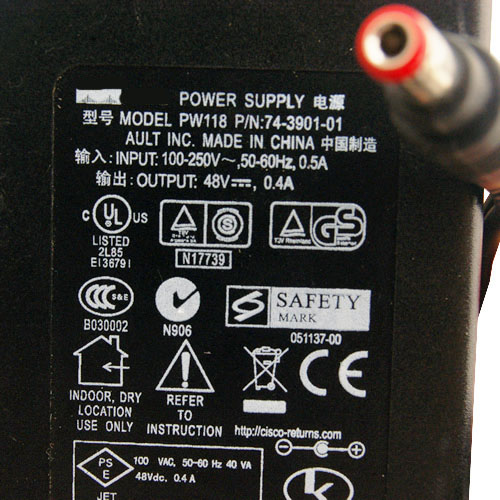 POWER SUPPLY 电源
型号 MODEL PW118 P/N:74-3901-01
AULT INC. MADE IN CHINA 中国制造
输入: INPUT: 100-250V~,50-60Hz, 0.5A
输出: OUTPUT: 48V⎓, 0.4A
C UL US
LISTED
2L85
E136791
S
N17739
TÜV Rheinland
GS
CCC S&E
B030002
N906
S SAFETY
MARK
051137-00
CE
INDOOR, DRY
LOCATION
USE ONLY
REFER
TO
INSTRUCTION
http://cisco-returns.com
PS
E
100 VAC, 50-60 Hz 40 VA
48Vdc, 0.4 A
JET
K